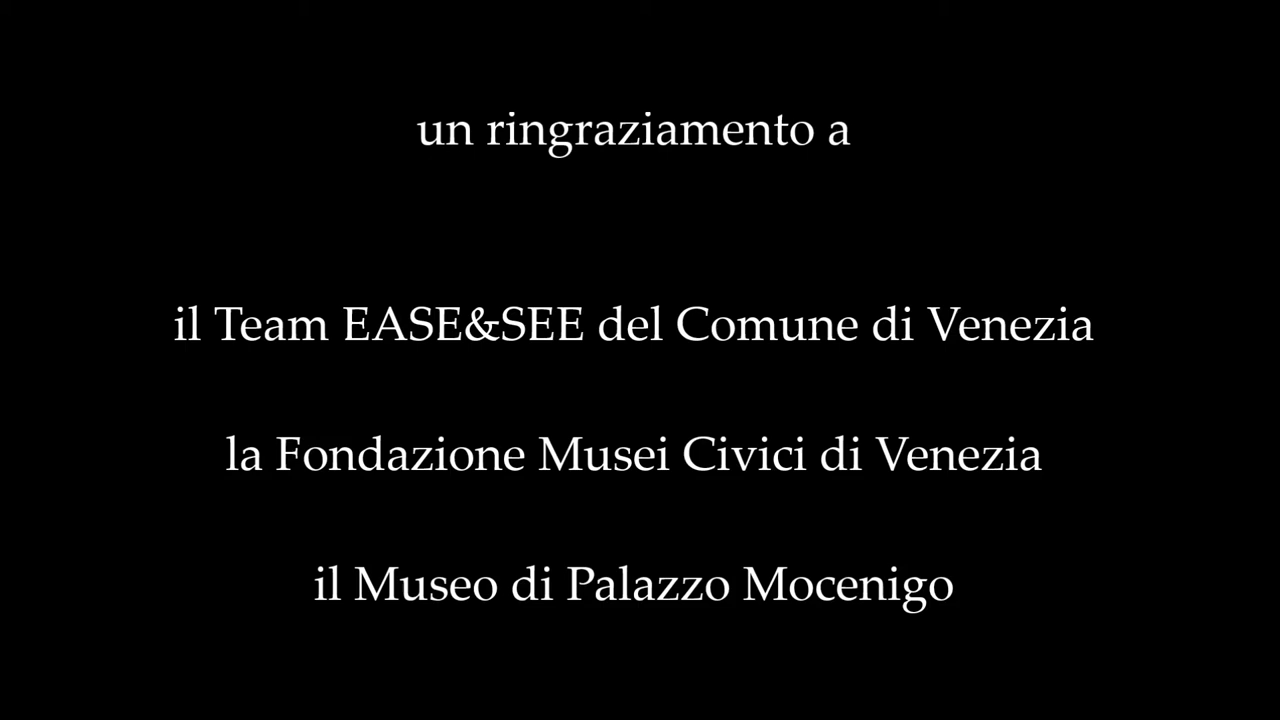 un ringraziamento a
il Team EASE&SEE del Comune di Venezia
la Fondazione Musei Civici di Venezia
il Museo di Palazzo Mocenigo